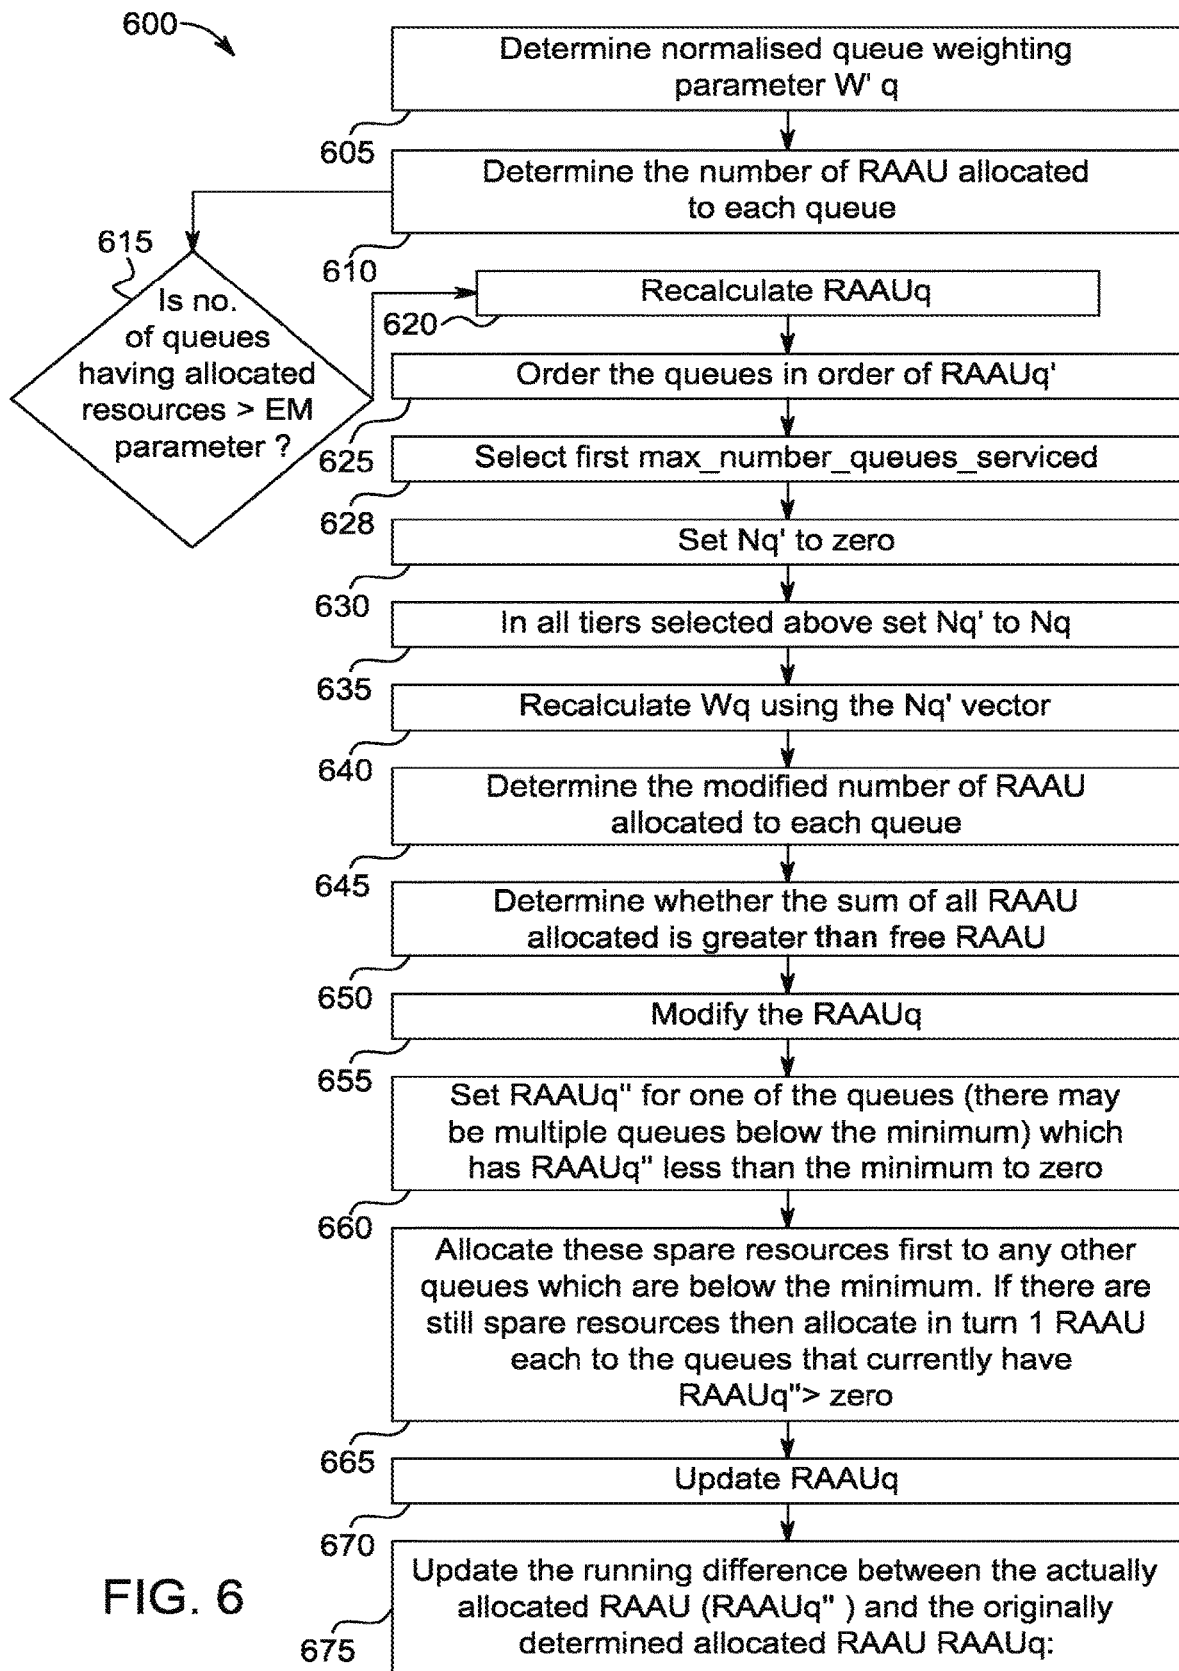 600
Determine normalised queue weighting
parameter W' q
605
Determine the number of RAAU allocated
to each queue
610
615
Is no.
of queues
having allocated
resources > EM
parameter ?
Recalculate RAAUq
620
Order the queues in order of RAAUq'
625
Select first max_number_queues_serviced
628
Set Nq' to zero
630
In all tiers selected above set Nq' to Nq
635
Recalculate Wq using the Nq' vector
640
Determine the modified number of RAAU
allocated to each queue
645
Determine whether the sum of all RAAU
allocated is greater than free RAAU
650
Modify the RAAUq
655
Set RAAUq" for one of the queues (there may
be multiple queues below the minimum) which
has RAAUq" less than the minimum to zero
660
Allocate these spare resources first to any other
queues which are below the minimum. If there are
still spare resources then allocate in turn 1 RAAU
each to the queues that currently have
RAAUq"> zero
665
Update RAAUq
670
Update the running difference between the actually
allocated RAAU (RAAUq" ) and the originally
determined allocated RAAU RAAUq:
675
FIG. 6